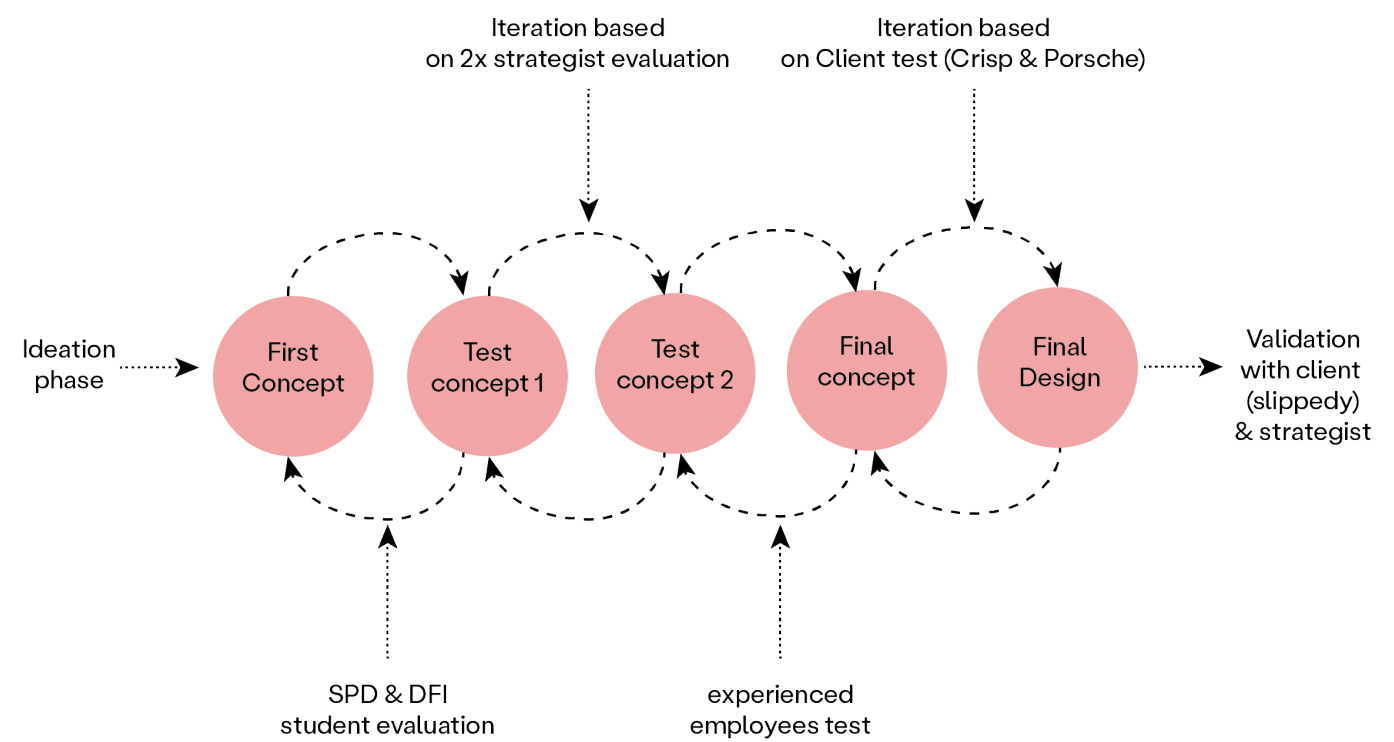 Iteration based
on 2x strategist evaluation
Iteration based
on Client test (Crisp & Porsche)
Ideation
phase
First
Concept
Test
concept 1
Test
concept 2
Final
concept
Final
Design
Validation
with client
(slippedy)
& strategist
SPD & DFI
student evaluation
experienced
employees test